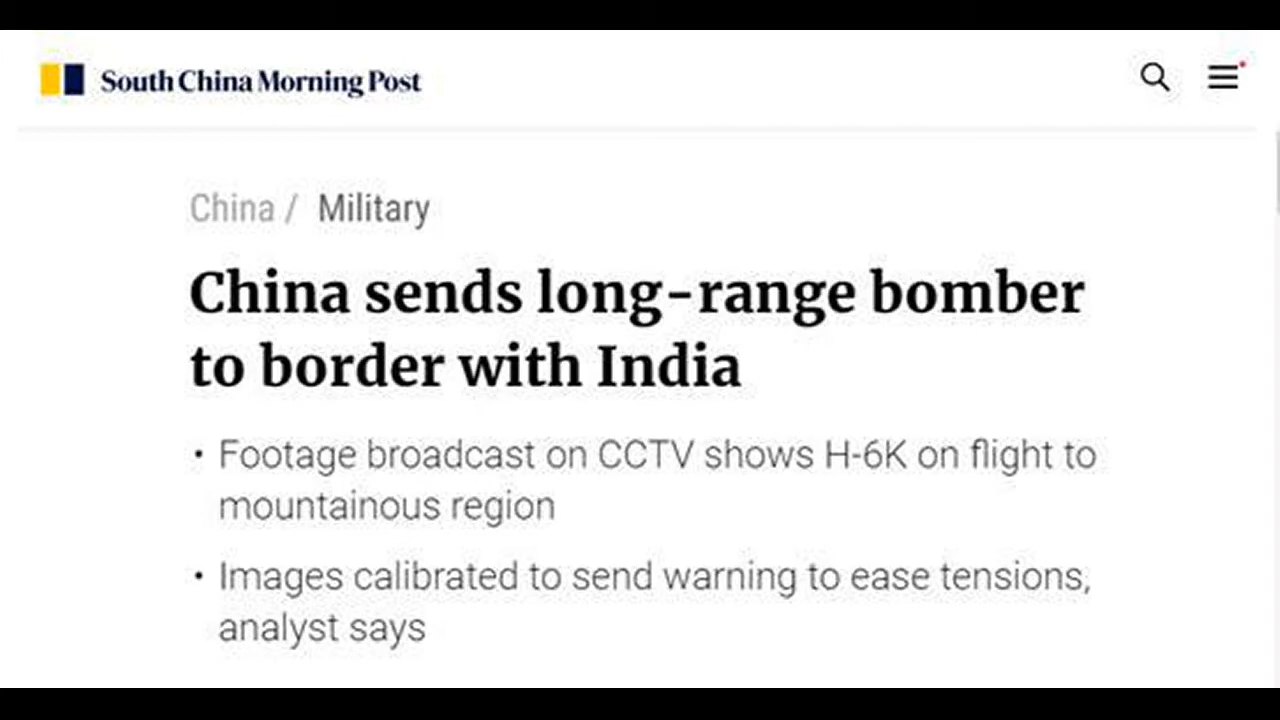 South China Morning Post
China / Military
China sends long-range bomber
to border with India
• Footage broadcast on CCTV shows H-6K on flight to
mountainous region
• Images calibrated to send warning to ease tensions,
analyst says